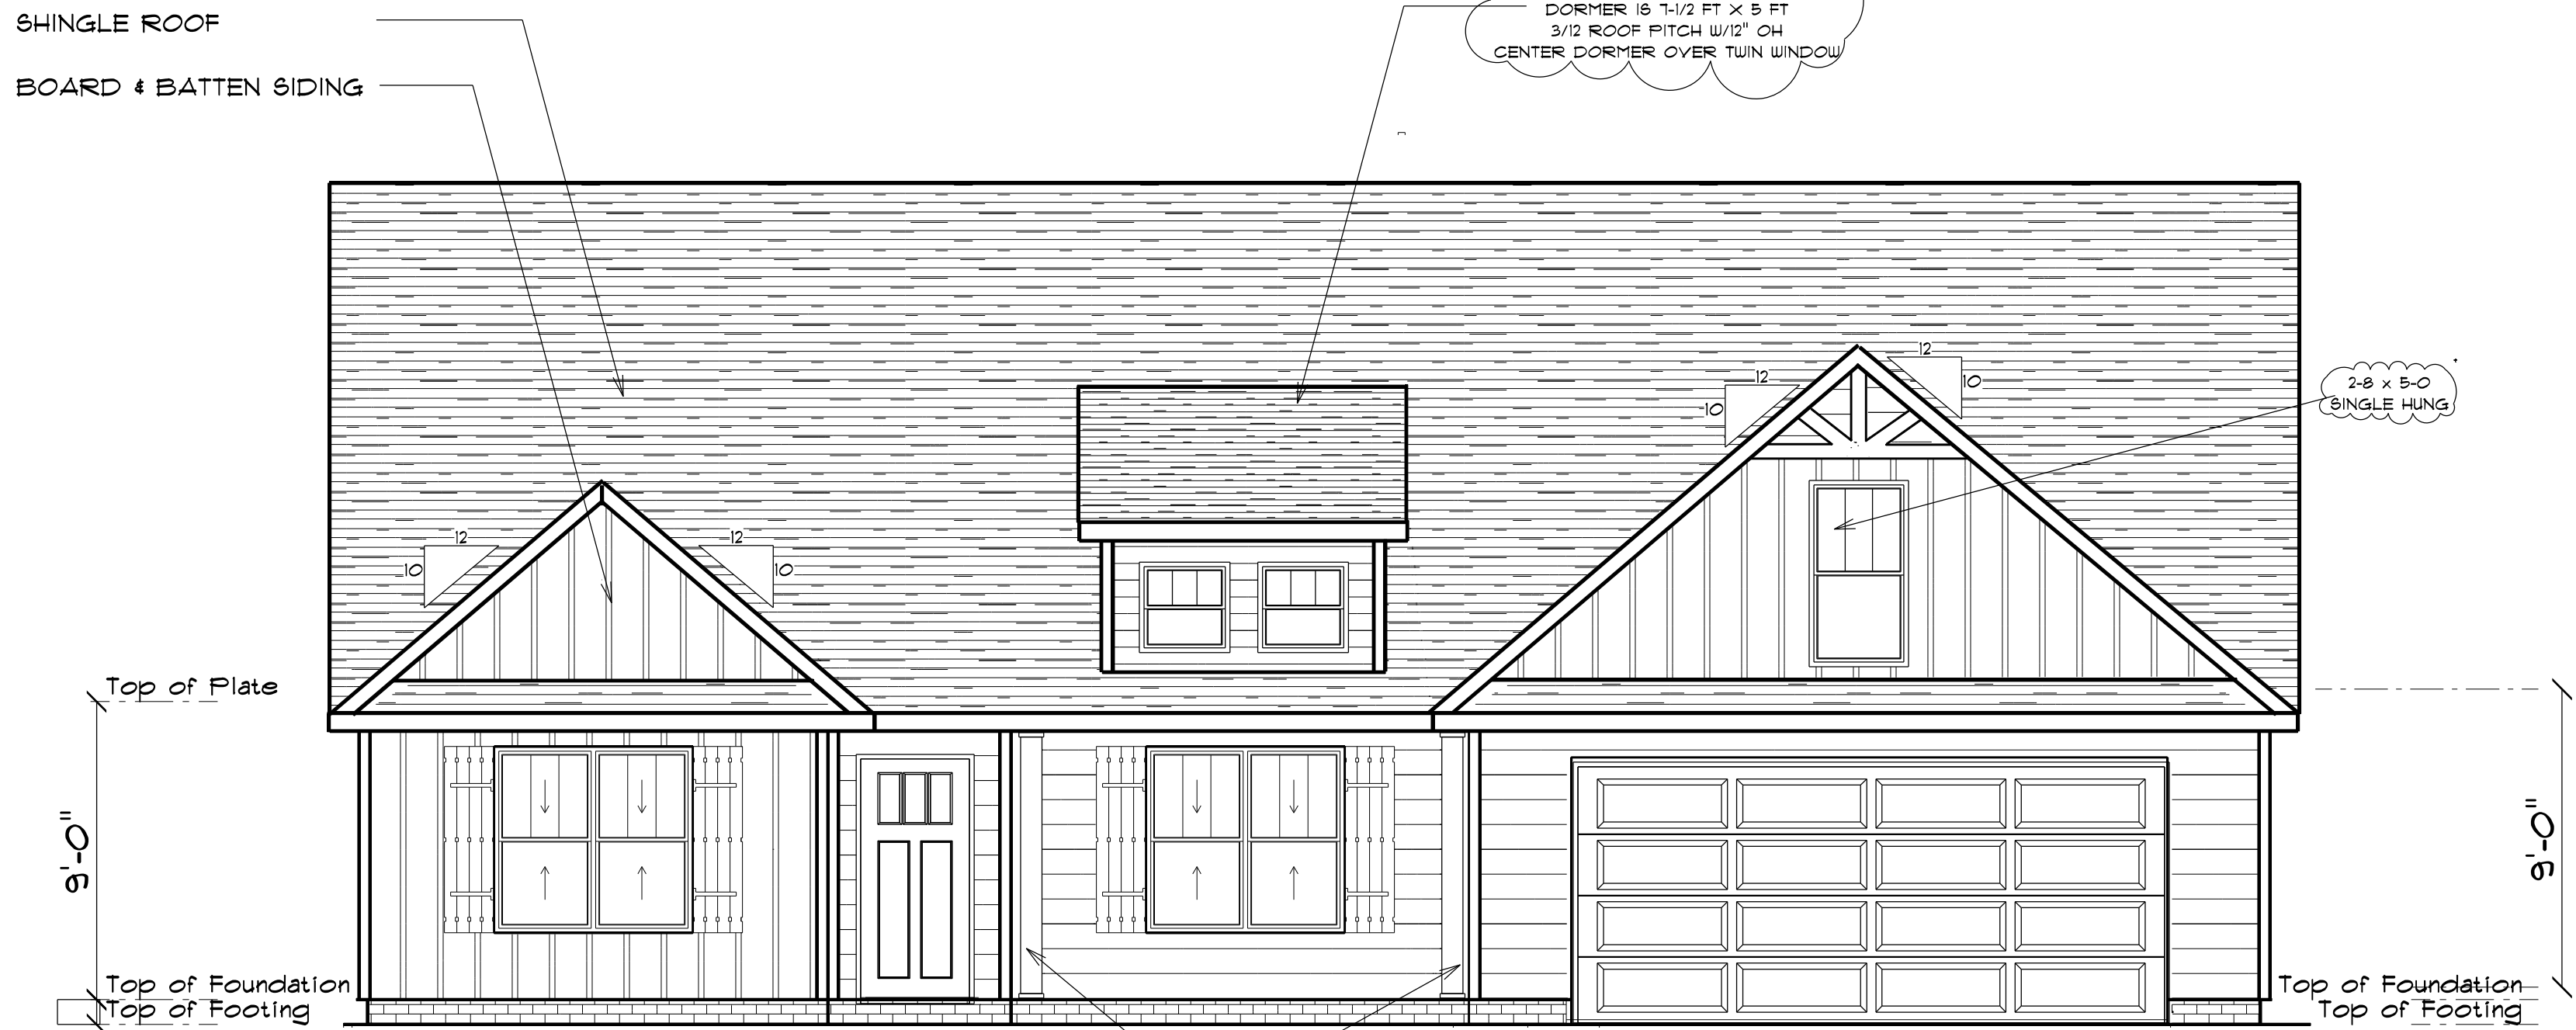 SHINGLE ROOF
BOARD & BATTEN SIDING
DORMER IS 7-1/2 FT X 5 FT
3/12 ROOF PITCH W/12" OH
CENTER DORMER OVER TWIN WINDOW
12
10
12
10
2-8 x 5-0
SINGLE HUNG
12
10
12
10
Top of Plate
9'-0"
9'-0"
Top of Foundation
Top of Footing
Top of Foundation
Top of Footing